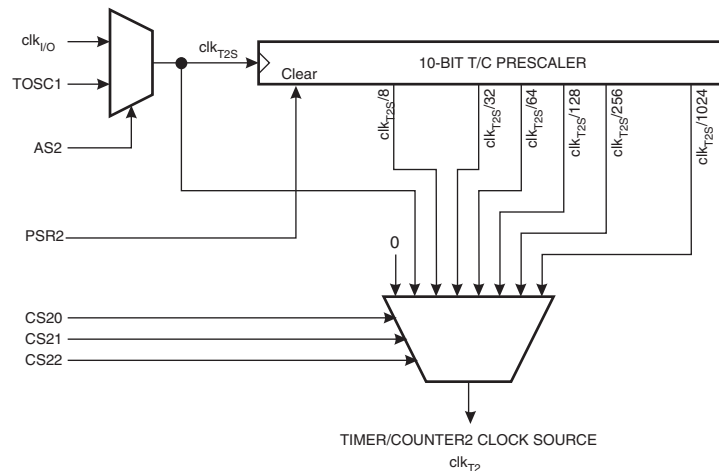 clkI/O
clkT2S
10-BIT T/C PRESCALER
TOSC1
Clear
clkT2S/8
clkT2S/32
clkT2S/64
clkT2S/128
clkT2S/256
clkT2S/1024
AS2
PSR2
0
CS20
CS21
CS22
TIMER/COUNTER2 CLOCK SOURCE
clkT2